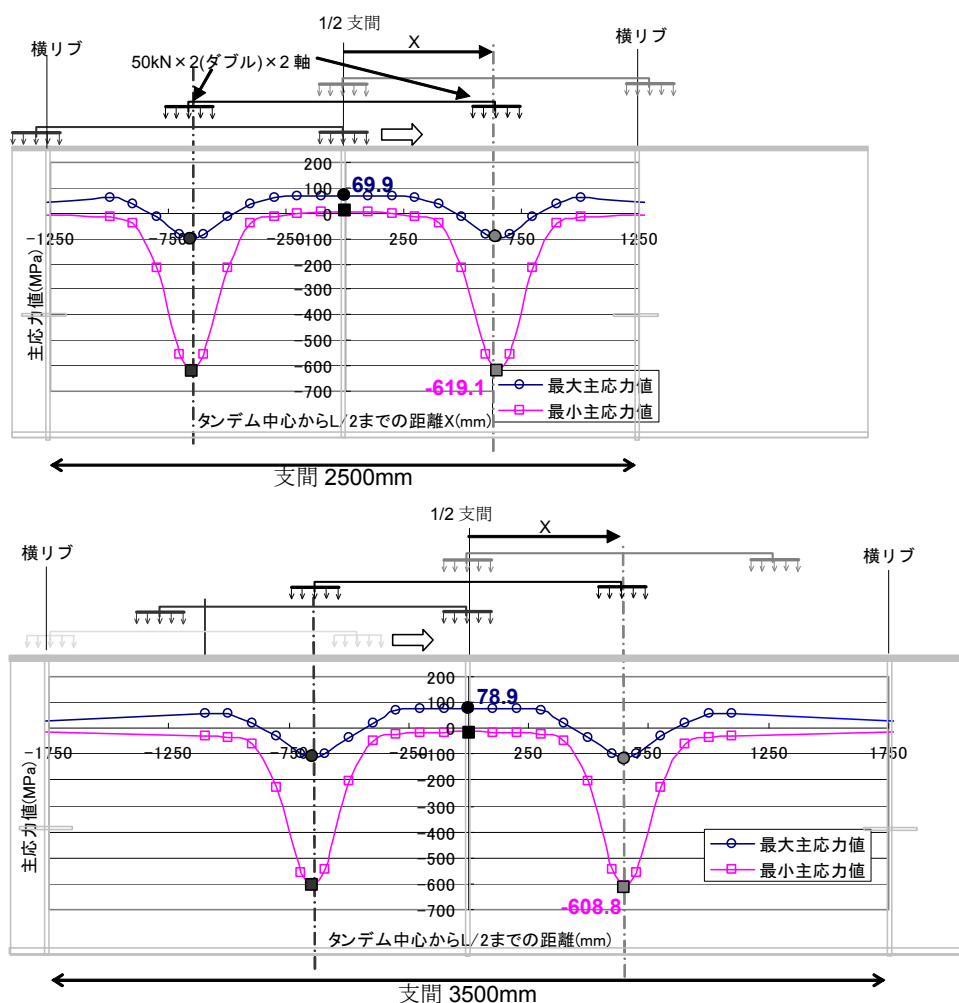 1/2 支間
横リブ
X
横リブ
50kN×2(ダブル)×2 軸
200
100
69.9
0
-1250
-750
-250
-100
250
750
1250
-200
-300
-400
-500
-600
-700
主応力値(MPa)
-619.1
最大主応力値
最小主応力値
タンデム中心からL/2までの距離X(mm)
支間 2500mm
1/2 支間
X
横リブ
横リブ
200
100
78.9
0
-1750
-1250
-750
-250
-100
250
750
1250
1750
-200
-300
-400
-500
-600
-700
主応力値(MPa)
最大主応力値
最小主応力値
-608.8
タンデム中心からL/2までの距離(mm)
支間 3500mm